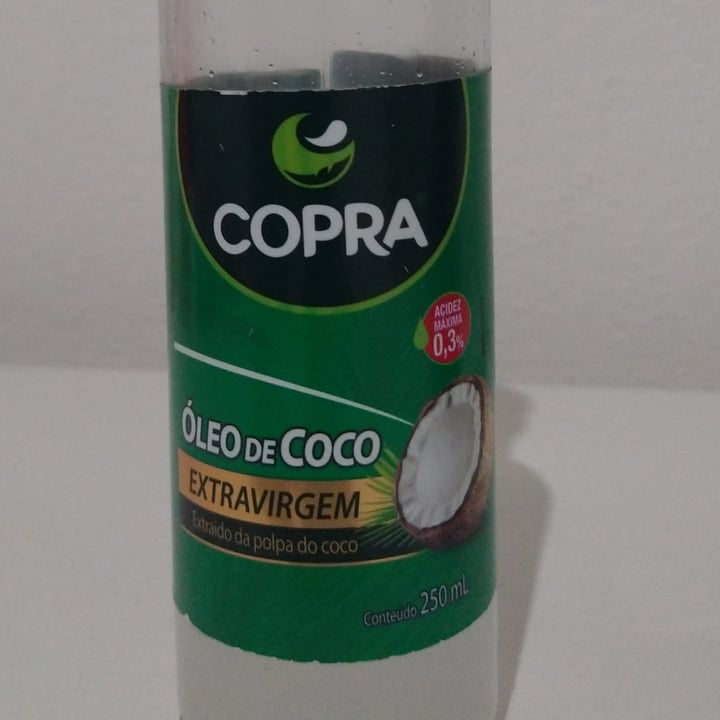 COPRA
ACIDEZ
MÁXIMA
0,3%
ÓLEO DE COCO
EXTRAVIRGEM
Extraído da polpa do coco
Conteúdo 250 mL